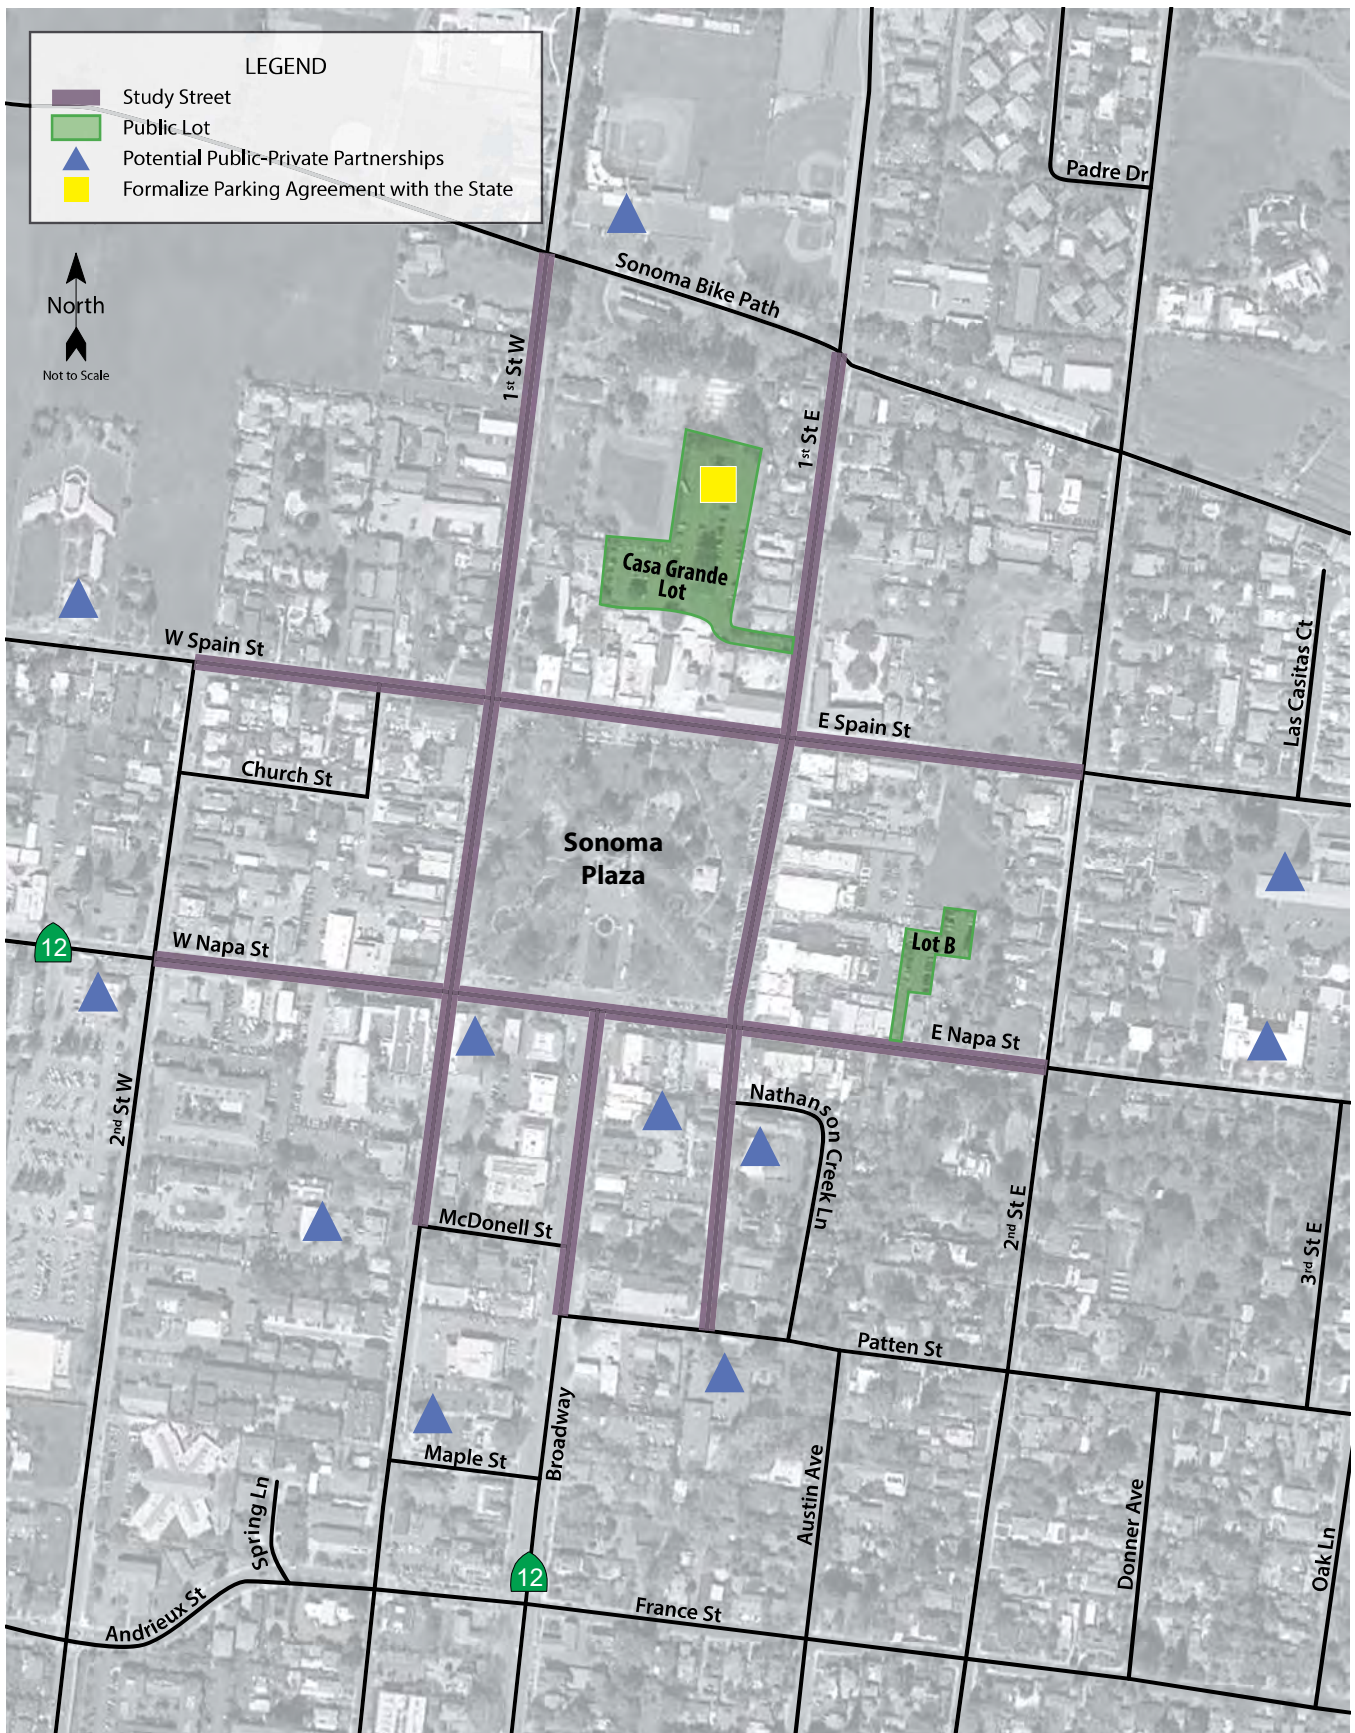 LEGEND
Study Street
Public Lot
Potential Public-Private Partnerships
Formalize Parking Agreement with the State
North
Not to Scale
Padre Dr
Sonoma Bike Path
1st St W
1st St E
Casa Grande
Lot
W Spain St
E Spain St
Las Casitas Ct
Church St
Sonoma
Plaza
Lot B
12
W Napa St
E Napa St
2nd St W
Nathanson Creek Ln
2nd St E
3rd St E
McDonell St
Patten St
Broadway
Maple St
Austin Ave
Spring Ln
Donner Ave
Oak Ln
12
Andrieux St
France St